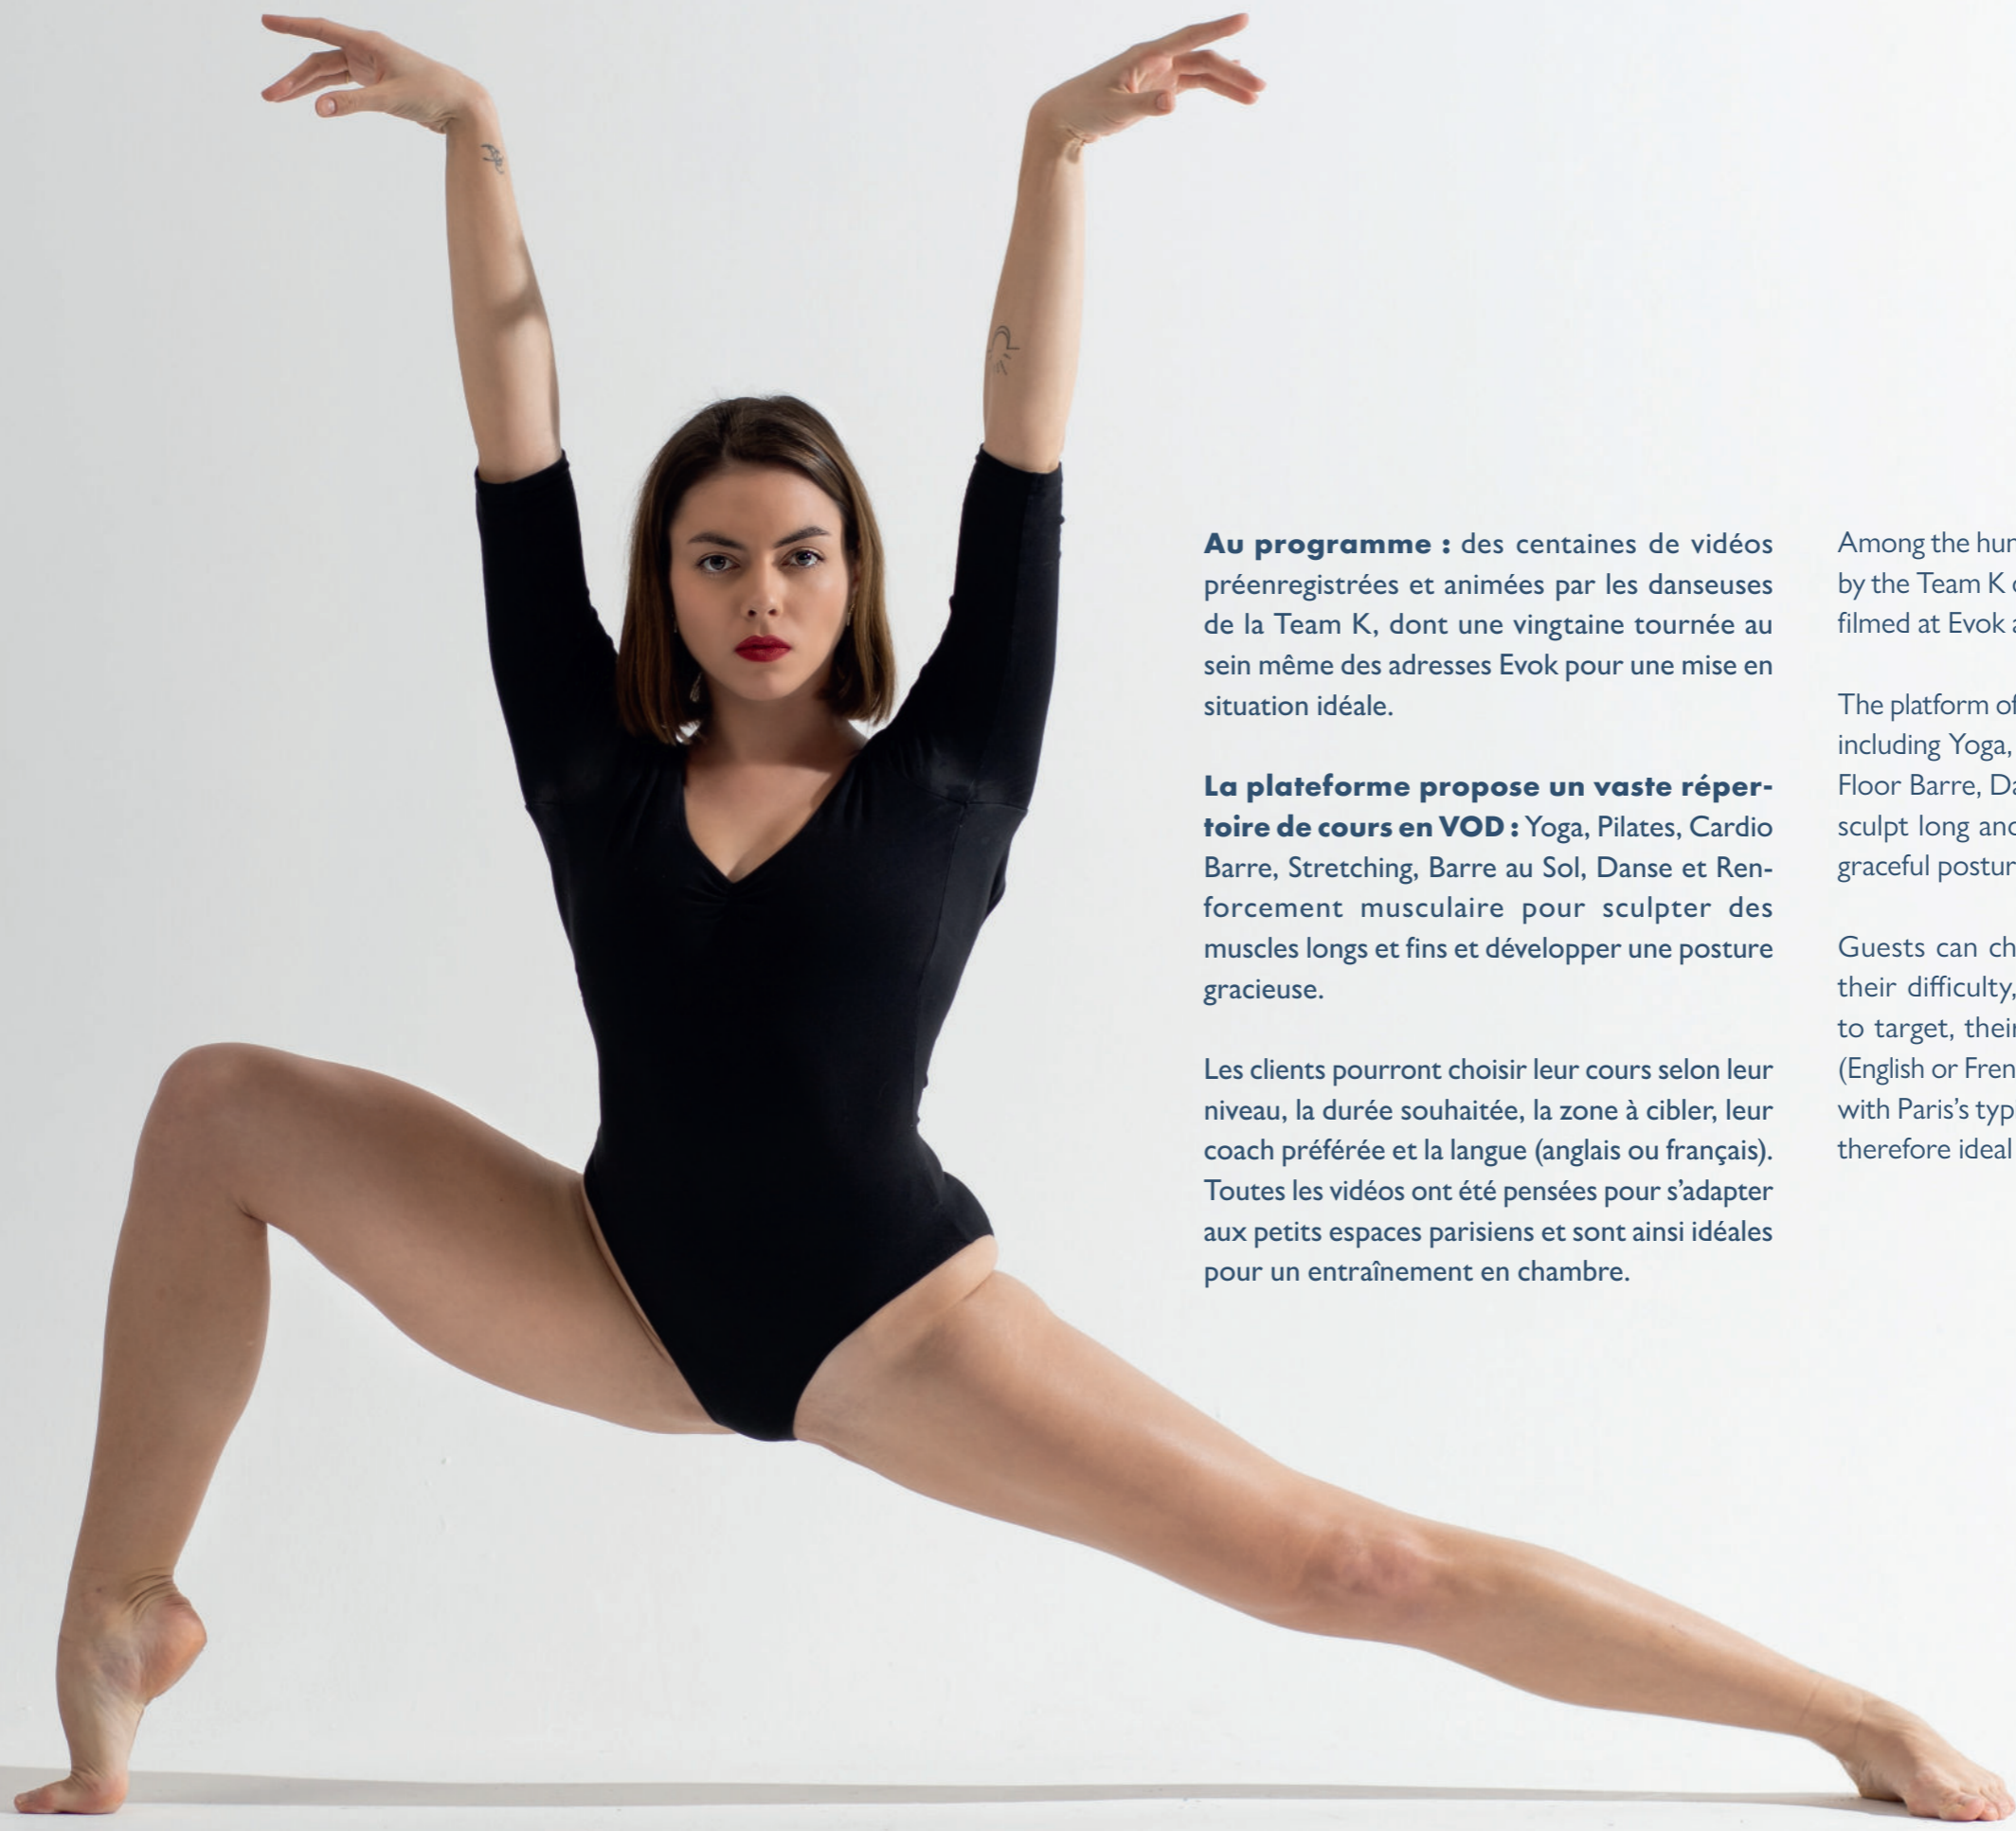 Au programme : des centaines de vidéos
préenregistrées et animées par les danseuses
de la Team K, dont une vingtaine tournée au
sein même des adresses Evok pour une mise en
situation idéale.
La plateforme propose un vaste réper-
toire de cours en VOD : Yoga, Pilates, Cardio
Barre, Stretching, Barre au Sol, Danse et Ren-
forcement musculaire pour sculpter des
muscles longs et fins et développer une posture
gracieuse.
Les clients pourront choisir leur cours selon leur
niveau, la durée souhaitée, la zone à cibler, leur
coach préférée et la langue (anglais ou français).
Toutes les vidéos ont été pensées pour s’adapter
aux petits espaces parisiens et sont ainsi idéales
pour un entraînement en chambre.
Among the
by the Team K
filmed at Evok
The platform
including Yoga,
Floor Barre,
sculpt long
graceful
Guests can
their difficulty,
to target,
(English or
with Paris’s
therefore ideal